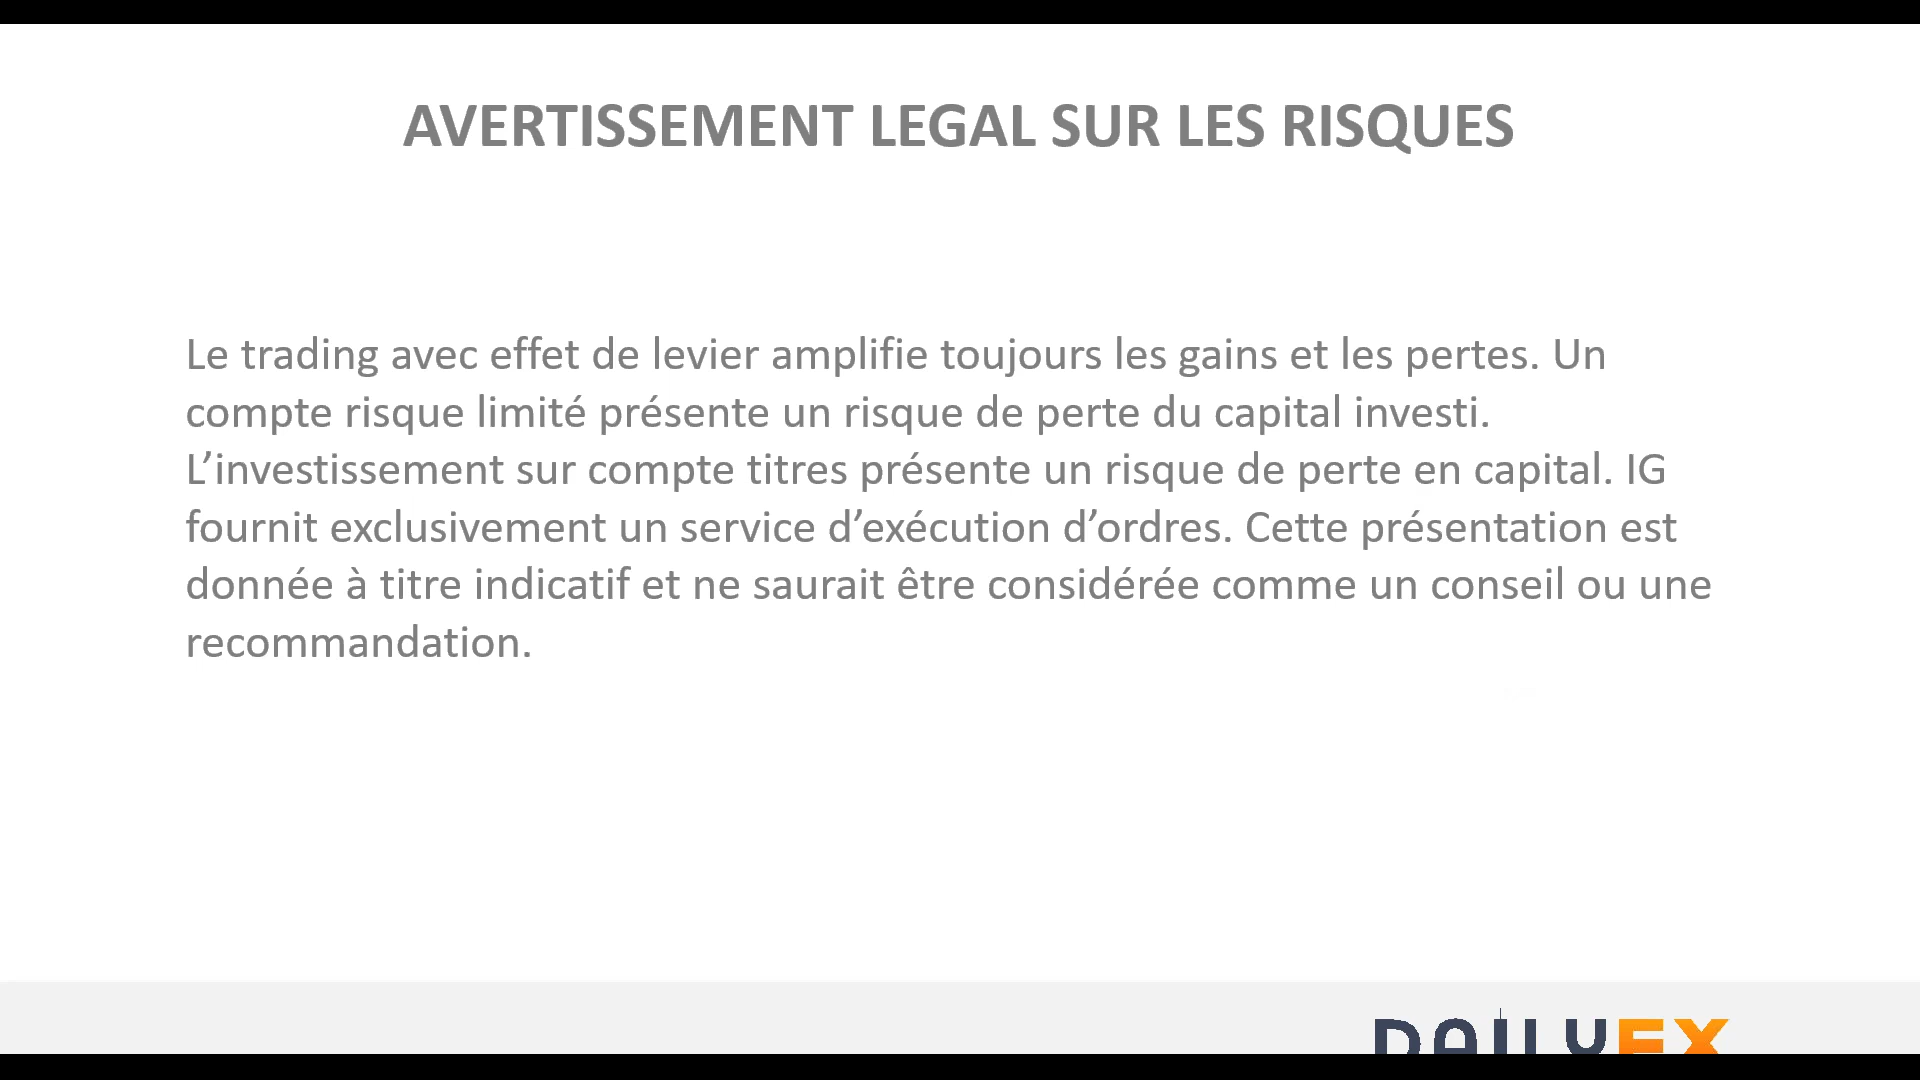 AVERTISSEMENT LEGAL SUR LES RISQUES
Le trading avec effet de levier amplifie toujours les gains et les pertes. Un
compte risque limité présente un risque de perte du capital investi.
L’investissement sur compte titres présente un risque de perte en capital. IG
fournit exclusivement un service d’exécution d’ordres. Cette présentation est
donnée à titre indicatif et ne saurait être considérée comme un conseil ou une
recommandation.
DAILYFX